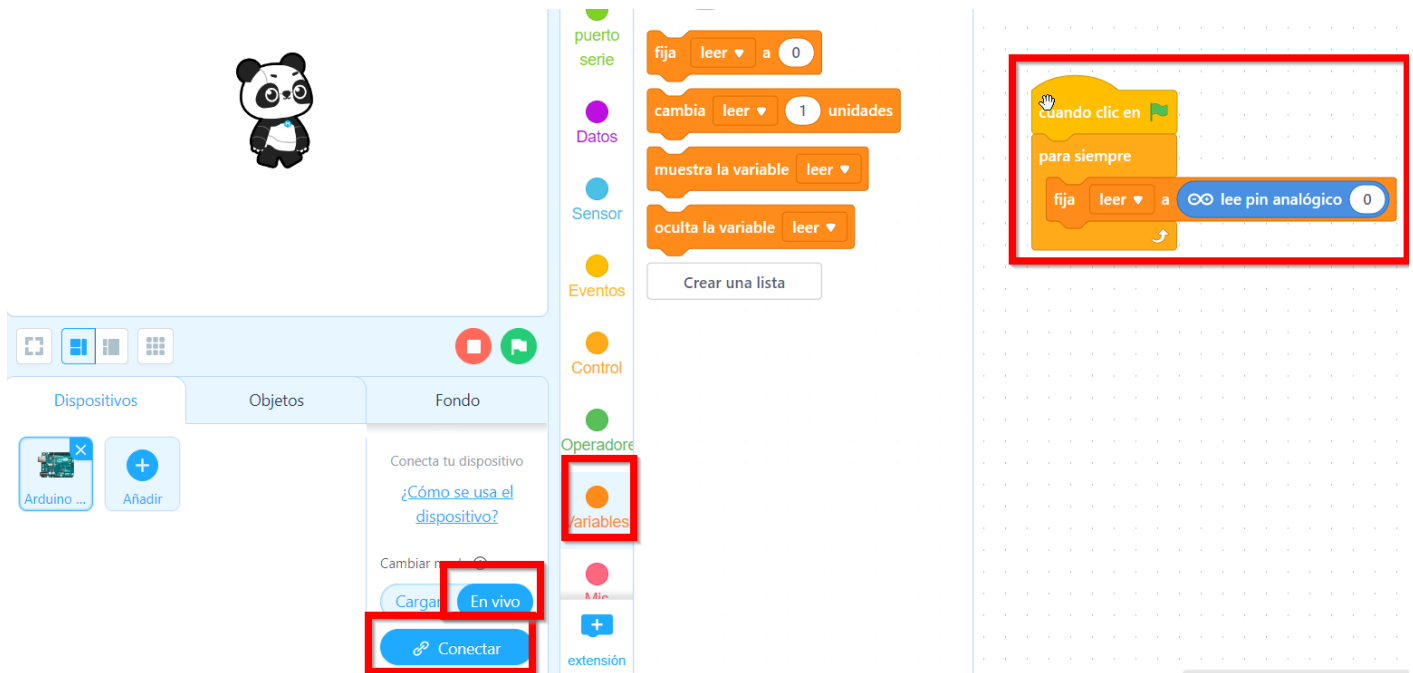 Dispositivos
Objetos
Fondo
Arduino ...
Añadir
Conecta tu dispositivo
¿Cómo se usa el
dispositivo?
Cambiar
Cargar
En vivo
Conectar
puerto
serie
Datos
Sensor
Eventos
Control
Operadore
Variables
Mis
extensión
fija leer a 0
cambia leer 1 unidades
muestra la variable leer
oculta la variable leer
Crear una lista
cuando clic en
para siempre
fija leer a lee pin analógico 0